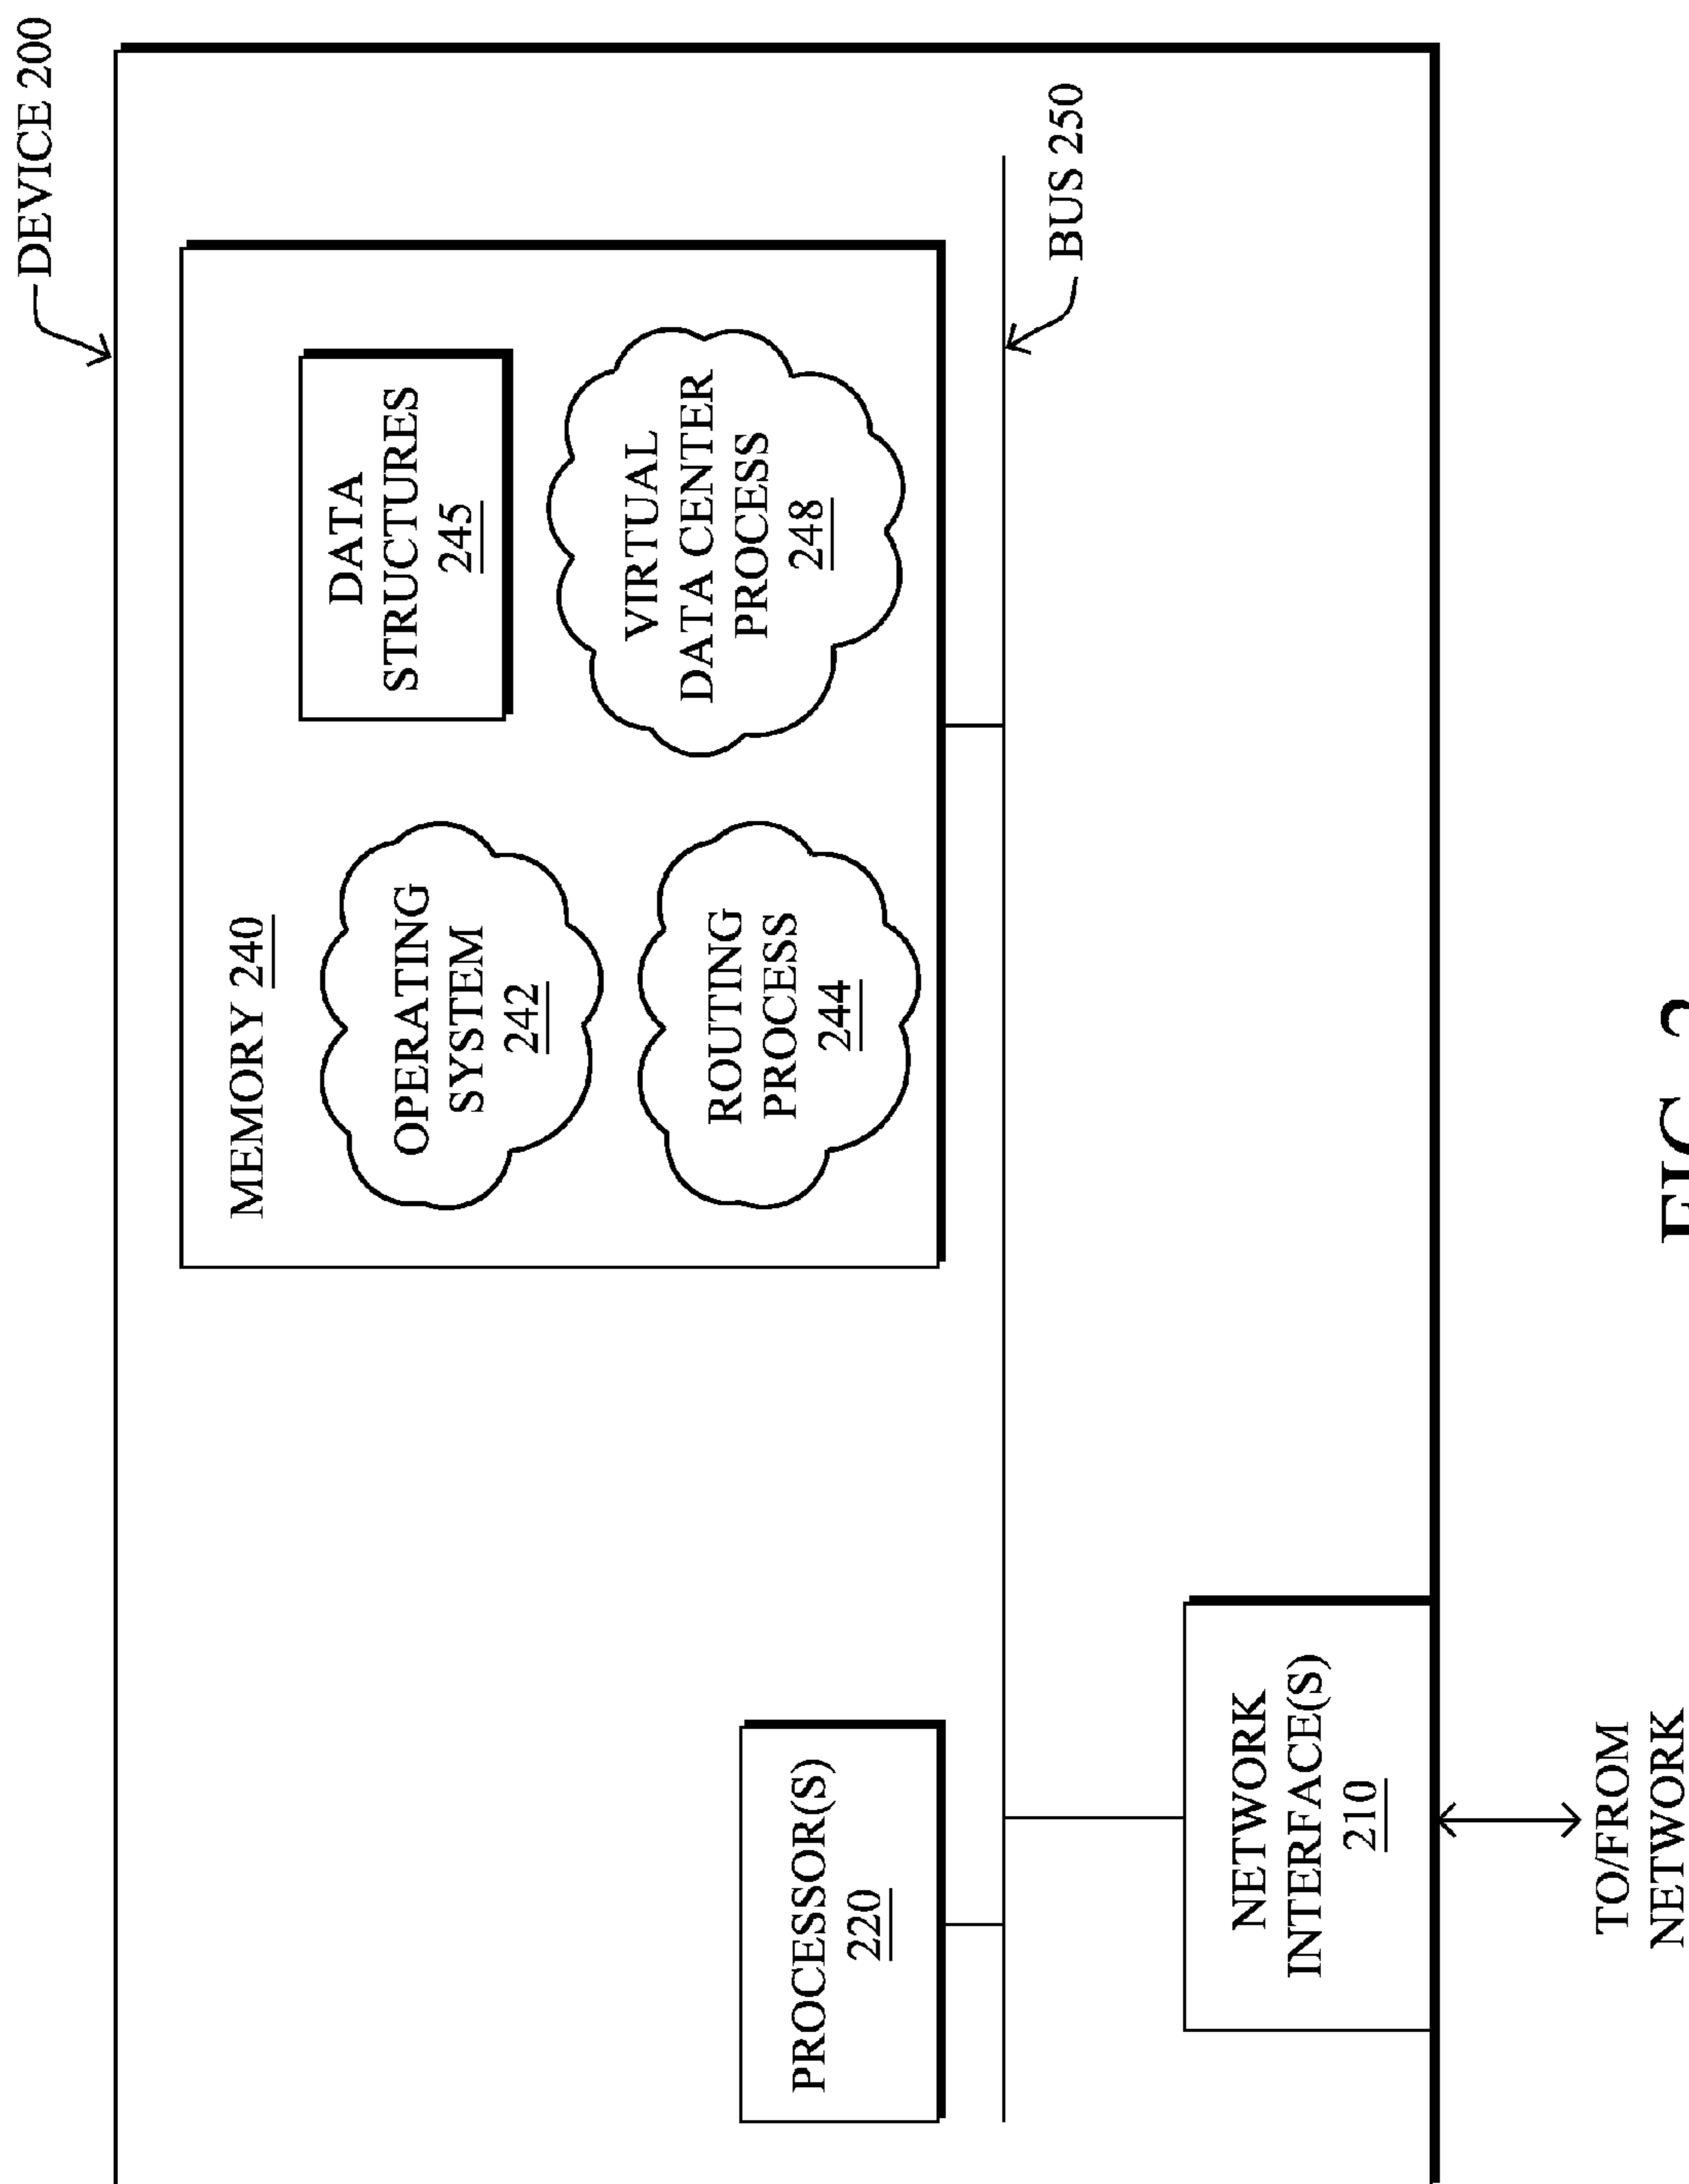 DEVICE 200
MEMORY 240
OPERATING
SYSTEM
242
DATA
STRUCTURES
245
ROUTING
PROCESS
244
VIRTUAL
DATA CENTER
PROCESS
248
PROCESSOR(S)
220
BUS 250
NETWORK
INTERFACE(S)
210
TO/FROM
NETWORK